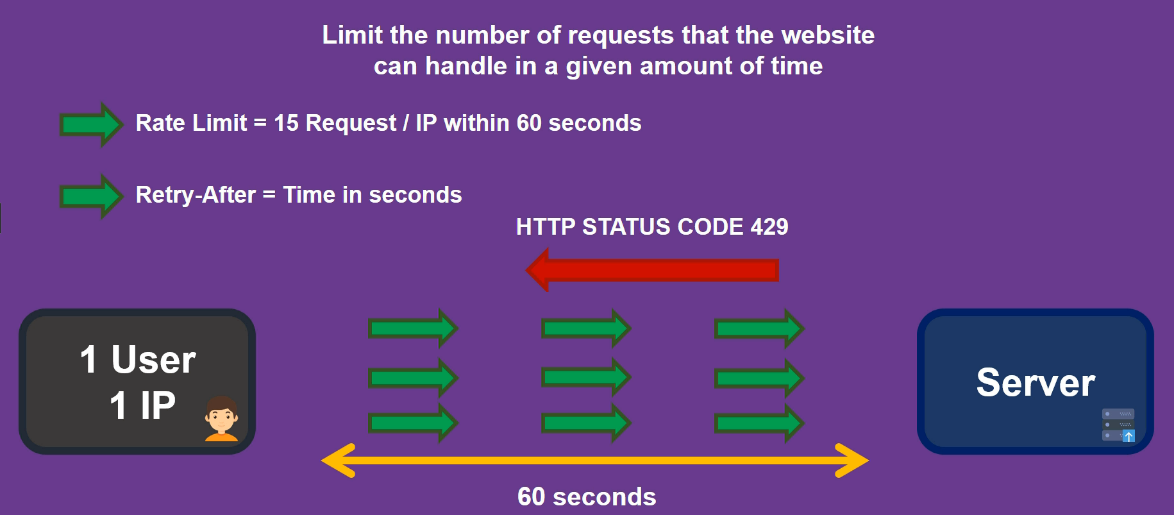 Limit the number of requests that the website
can handle in a given amount of time
Rate Limit = 15 Request / IP within 60 seconds
Retry-After = Time in seconds
HTTP STATUS CODE 429
1 User
1 IP
Server
60 seconds